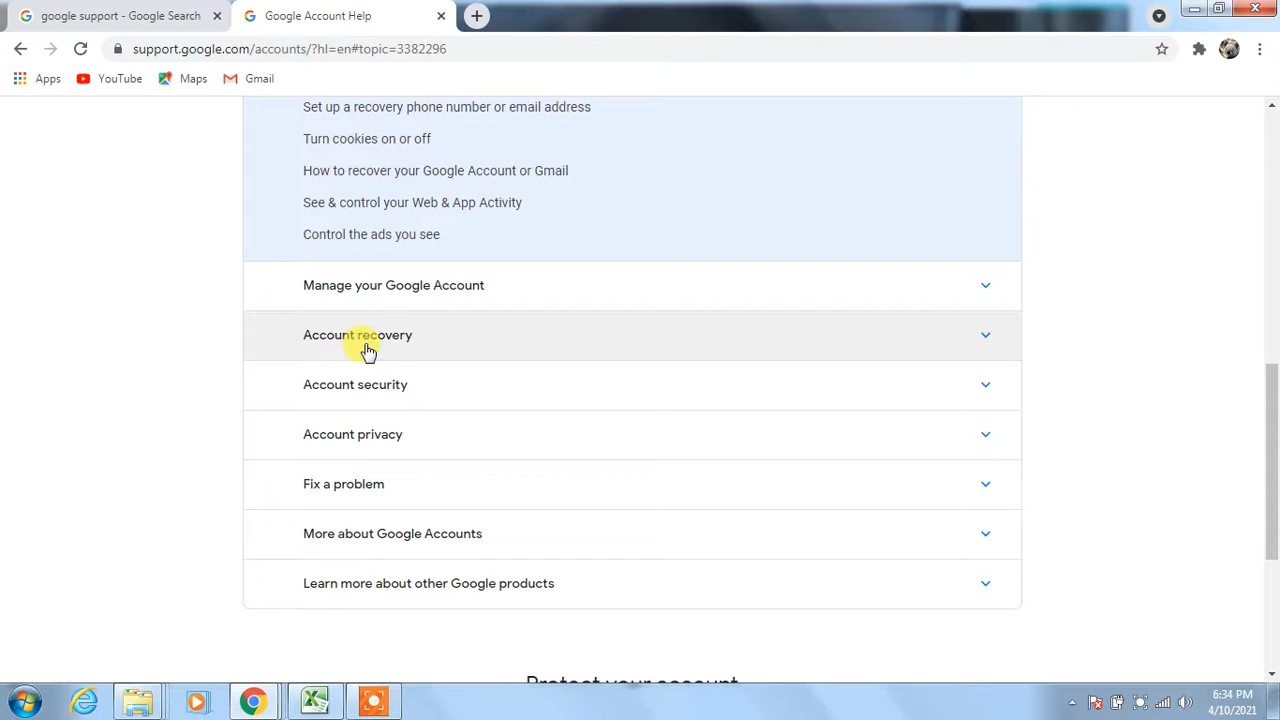 google support - Google Search
Google Account Help
support.google.com/accounts/?hl=en#topic=3382296
Apps
YouTube
Maps
Gmail
Set up a recovery phone number or email address
Turn cookies on or off
How to recover your Google Account or Gmail
See & control your Web & App Activity
Control the ads you see
Manage your Google Account
Account recovery
Account security
Account privacy
Fix a problem
More about Google Accounts
Learn more about other Google products
Protect your account
6:34 PM
4/10/2021